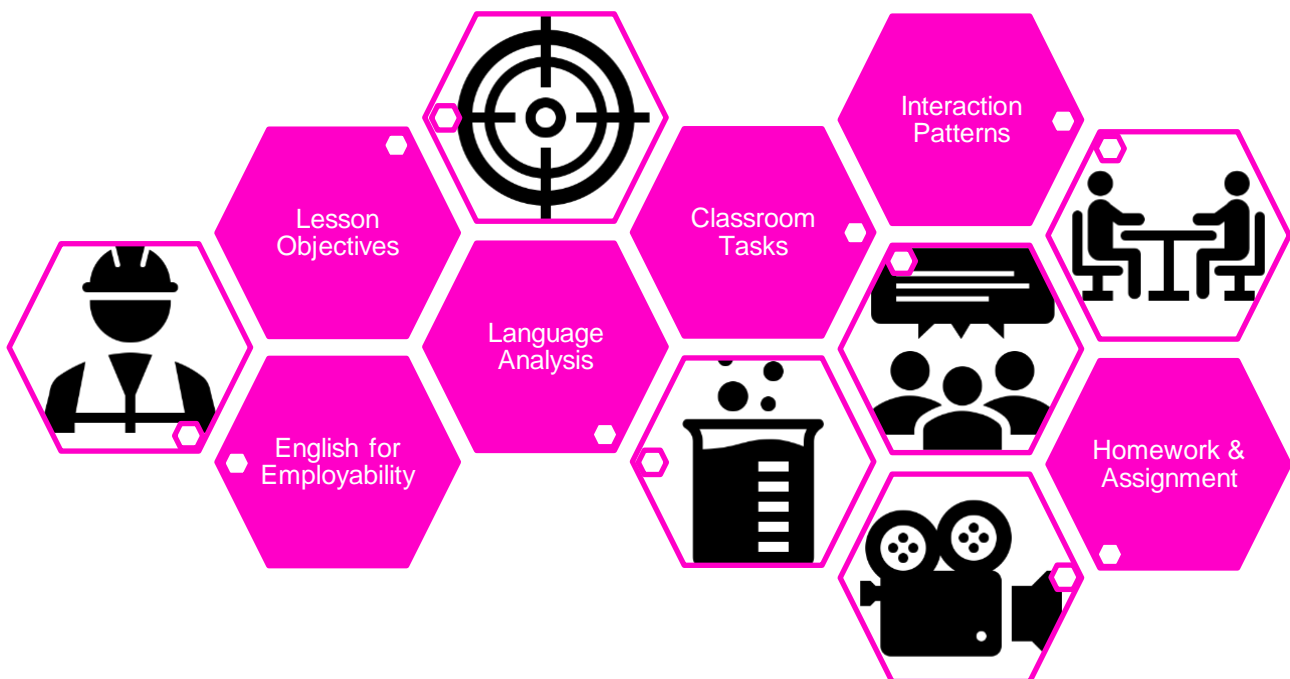 Interaction
Patterns
Lesson
Objectives
Classroom
Tasks
Language
Analysis
English for
Employability
Homework &
Assignment